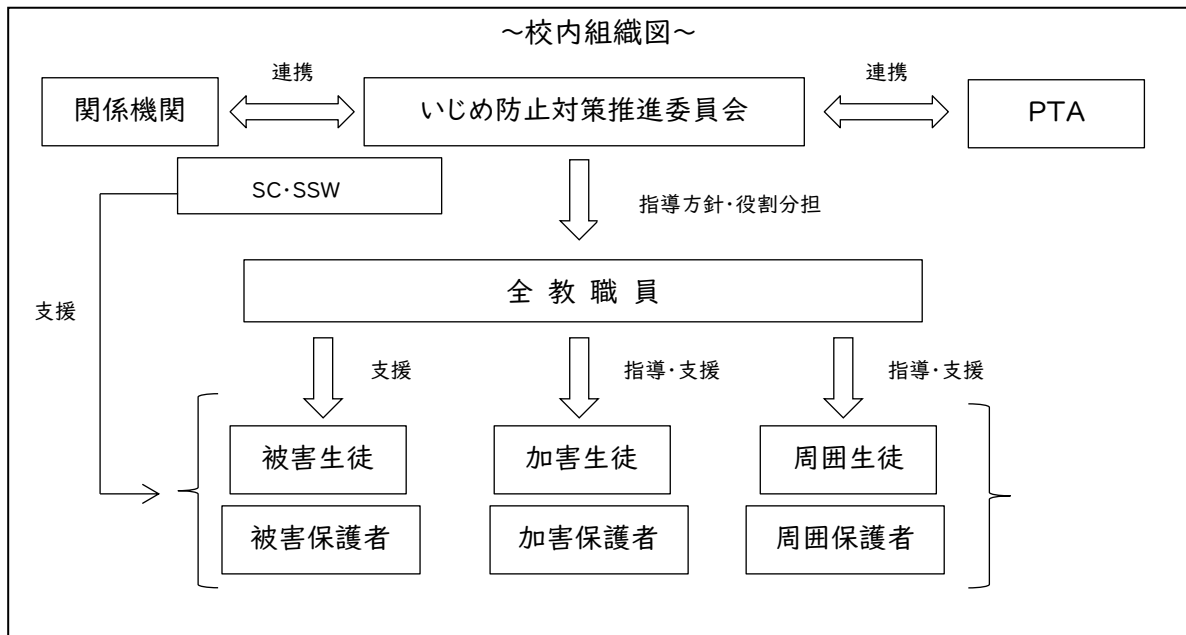 ～校内組織図～
連携
連携
関係機関
いじめ防止対策推進委員会
PTA
SC・SSW
指導方針・役割分担
全教職員
支援
支援
指導・支援
指導・支援
被害生徒
加害生徒
周囲生徒
被害保護者
加害保護者
周囲保護者